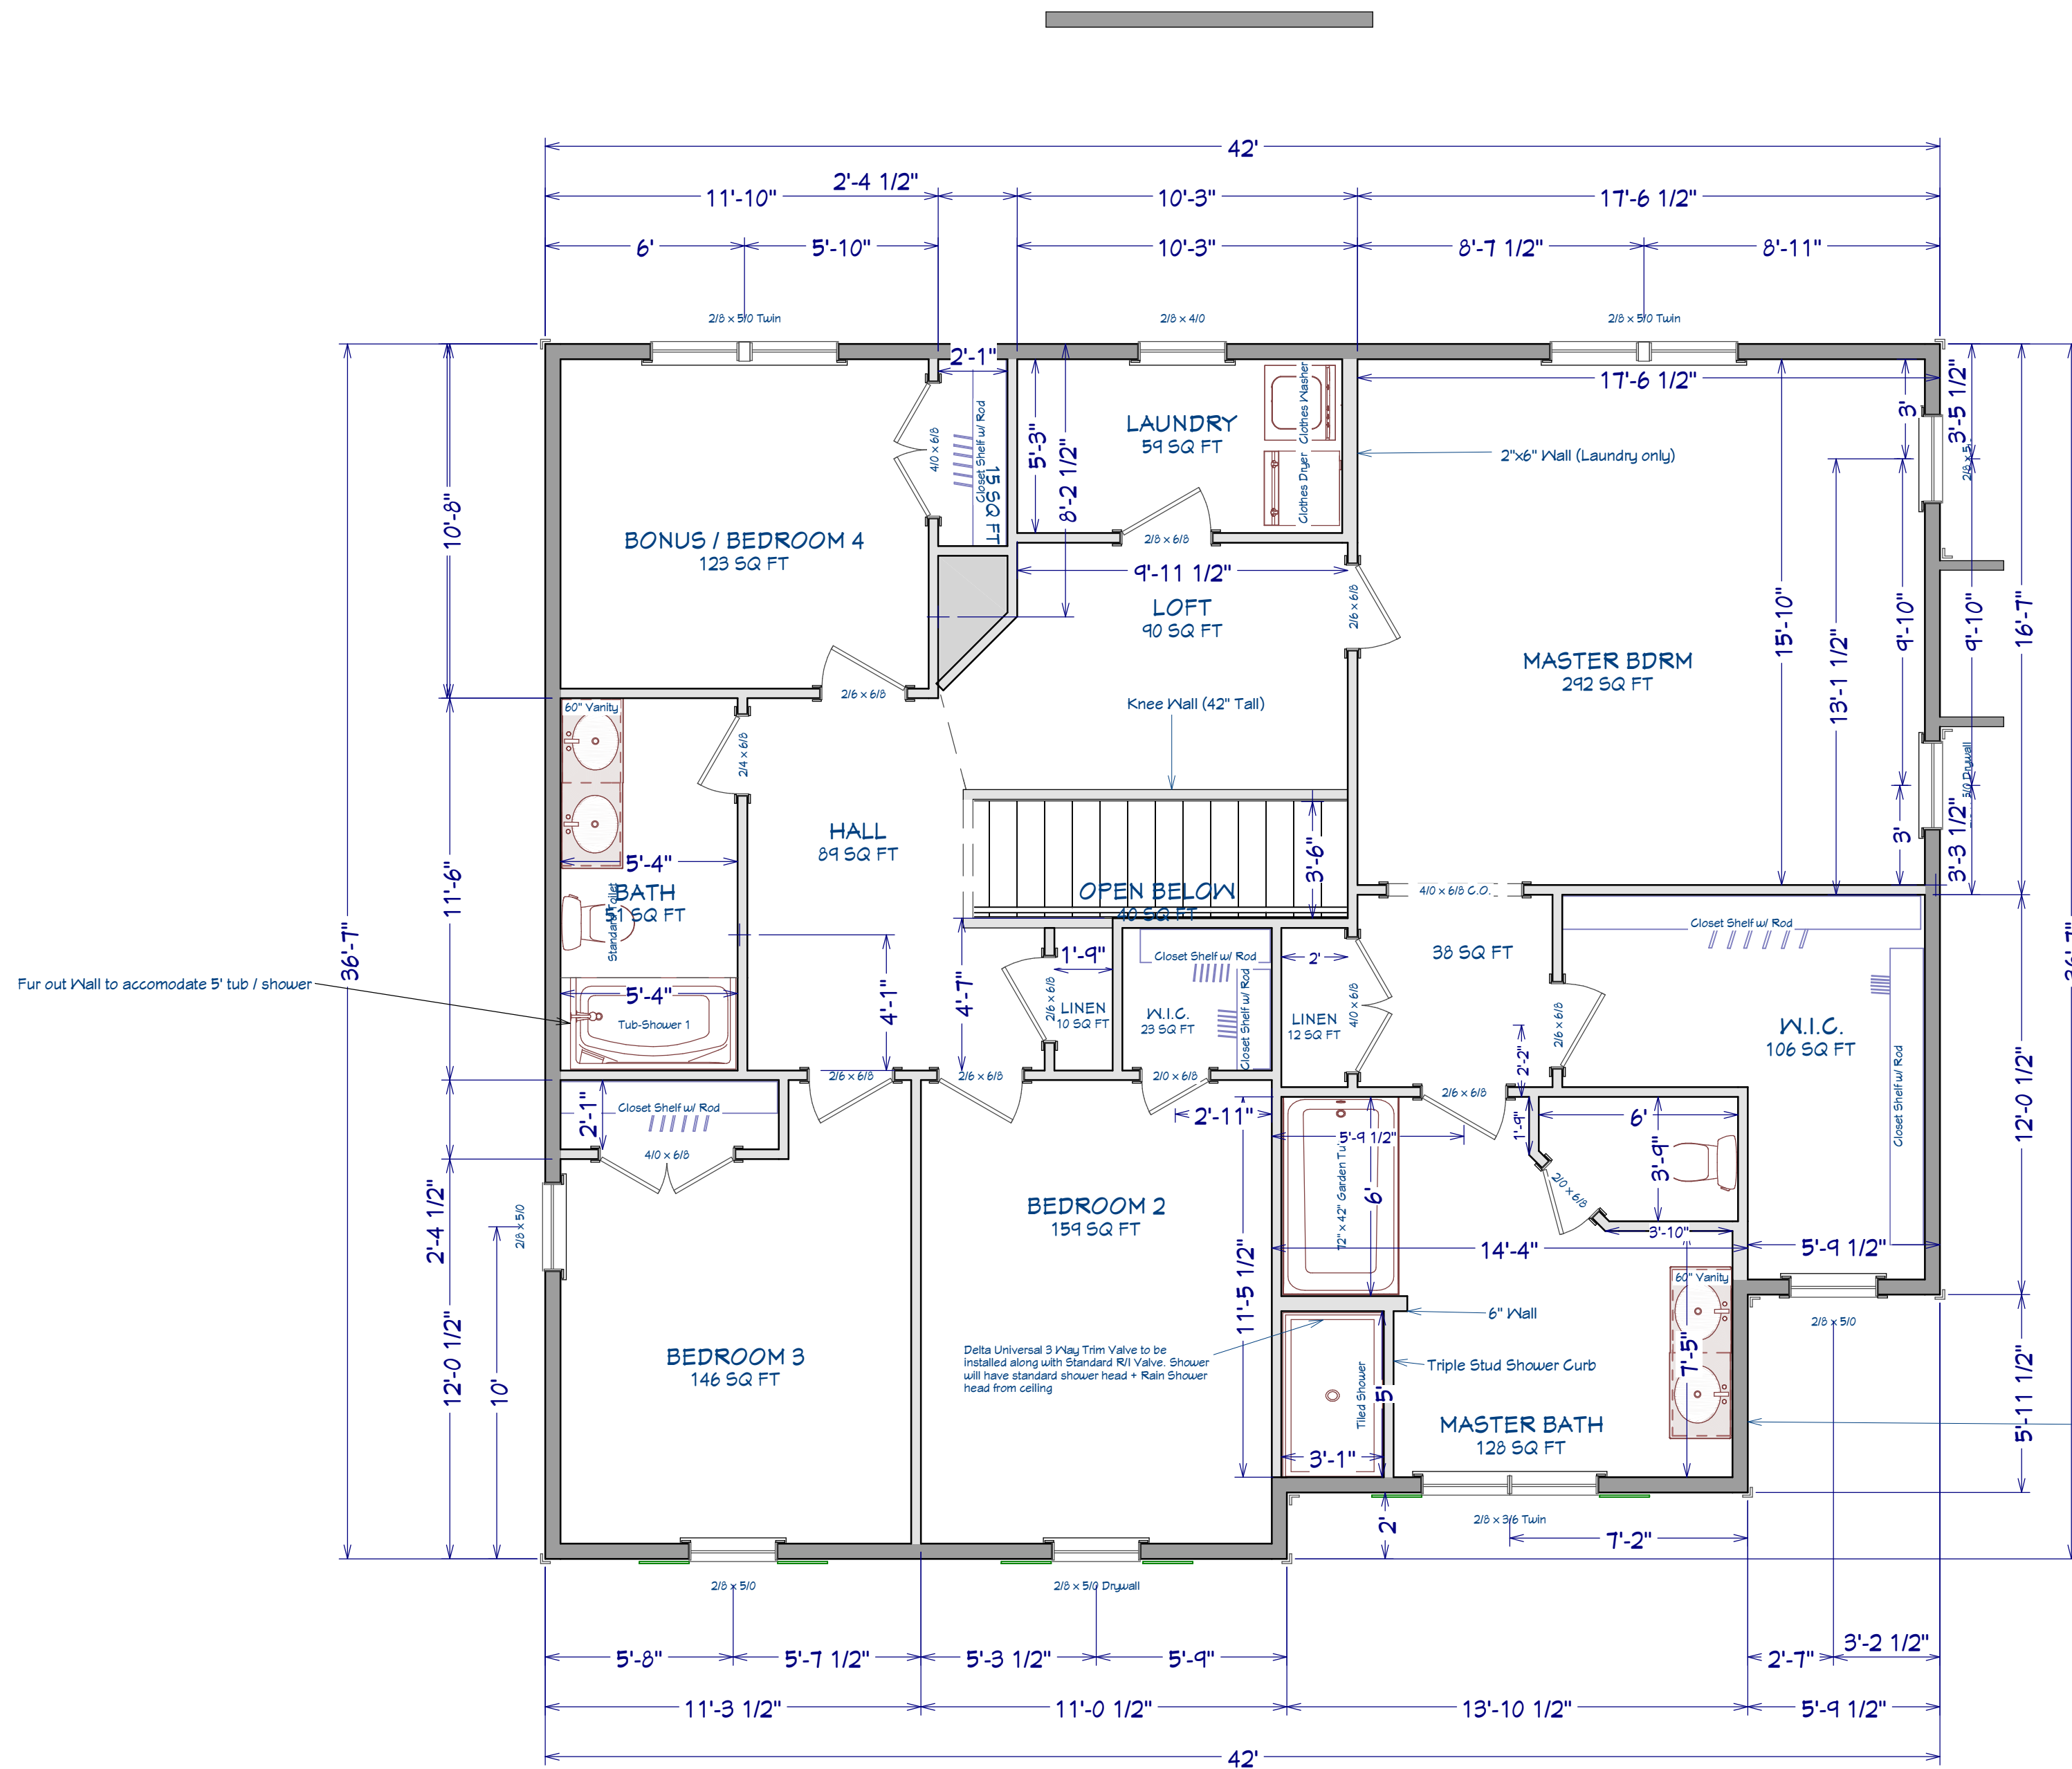 42'
2'-4 1/2"
11'-10"
10'-3"
17'-6 1/2"
6'
5'-10"
10'-3"
8'-7 1/2"
8'-11"
2/8 x 5/0 Twin
2/8 x 4/0
2/8 x 5/0 Twin
2'-1"
17'-6 1/2"
3'
3'-5 1/2"
Closet Shelf w/ Rod
15 SQ FT
4/0 x 6/8
5'-3"
8'-2 1/2"
LAUNDRY
59 SQ FT
Clothes Washer
Clothes Dryer
2"x6" Wall (Laundry only)
10'-8"
BONUS / BEDROOM 4
123 SQ FT
2/8 x 6/8
9'-11 1/2"
LOFT
90 SQ FT
2/6 x 6/8
MASTER BDRM
292 SQ FT
15'-10"
13'-1 1/2"
9'-10"
9'-10"
16'-7"
2/6 x 6/8
Knee Wall (42" Tall)
60" Vanity
2/4 x 6/8
5/0 Drywall
3'
3'-3 1/2"
HALL
89 SQ FT
3'-6"
5'-4"
BATH
51 SQ FT
Standard Toilet
OPEN BELOW
40 SQ FT
4/0 x 6/8 C.O.
11'-6"
36'-7"
36'-7"
Closet Shelf w/ Rod
Fur out Wall to accomodate 5' tub / shower
5'-4"
Tub-Shower 1
4'-1"
4'-7"
1'-9"
2/6 x 6/8
LINEN
10 SQ FT
Closet Shelf w/ Rod
Closet Shelf w/ Rod
W.I.C.
23 SQ FT
2'
LINEN
12 SQ FT
4/0 x 6/8
38 SQ FT
2'-2"
2/6 x 6/8
W.I.C.
106 SQ FT
Closet Shelf w/ Rod
12'-0 1/2"
2/6 x 6/8
2/6 x 6/8
2/0 x 6/8
2/6 x 6/8
2'-1"
Closet Shelf w/ Rod
4/0 x 6/8
2'-11"
5'-9 1/2"
1'-9"
6'
3'-9"
2/0 x 6/8
3'-10"
72" x 42" Garden Tu
6'
2'-4 1/2"
2/8 x 5/0
BEDROOM 2
159 SQ FT
11'-5 1/2"
14'-4"
5'-9 1/2"
60" Vanity
7'-5"
6" Wall
2/8 x 5/0
12'-0 1/2"
10'
BEDROOM 3
146 SQ FT
Delta Universal 3 Way Trim Valve to be
installed along with Standard R/I Valve. Shower
will have standard shower head + Rain Shower
head from ceiling
Tiled Shower
5'
Triple Stud Shower Curb
5'-11 1/2"
MASTER BATH
128 SQ FT
3'-1"
2'
2/8 x 3/6 Twin
7'-2"
2/8 x 5/0
2/8 x 5/0 Drywall
5'-8"
5'-7 1/2"
5'-3 1/2"
5'-9"
2'-7"
3'-2 1/2"
11'-3 1/2"
11'-0 1/2"
13'-10 1/2"
5'-9 1/2"
42'